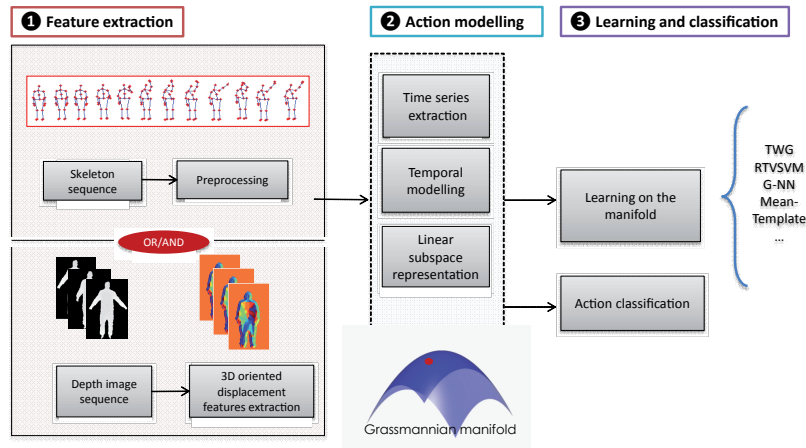 ❶ Feature extraction
❷ Action modelling
❸ Learning and classification
Skeleton
sequence
Preprocessing
OR/AND
Depth image
sequence
3D oriented
displacement
features extraction
Time series
extraction
Temporal
modelling
Linear
subspace
representation
Grassmannian manifold
Learning on the
manifold
Action classification
TWG
RTVSVM
G-NN
Mean-
Template
...